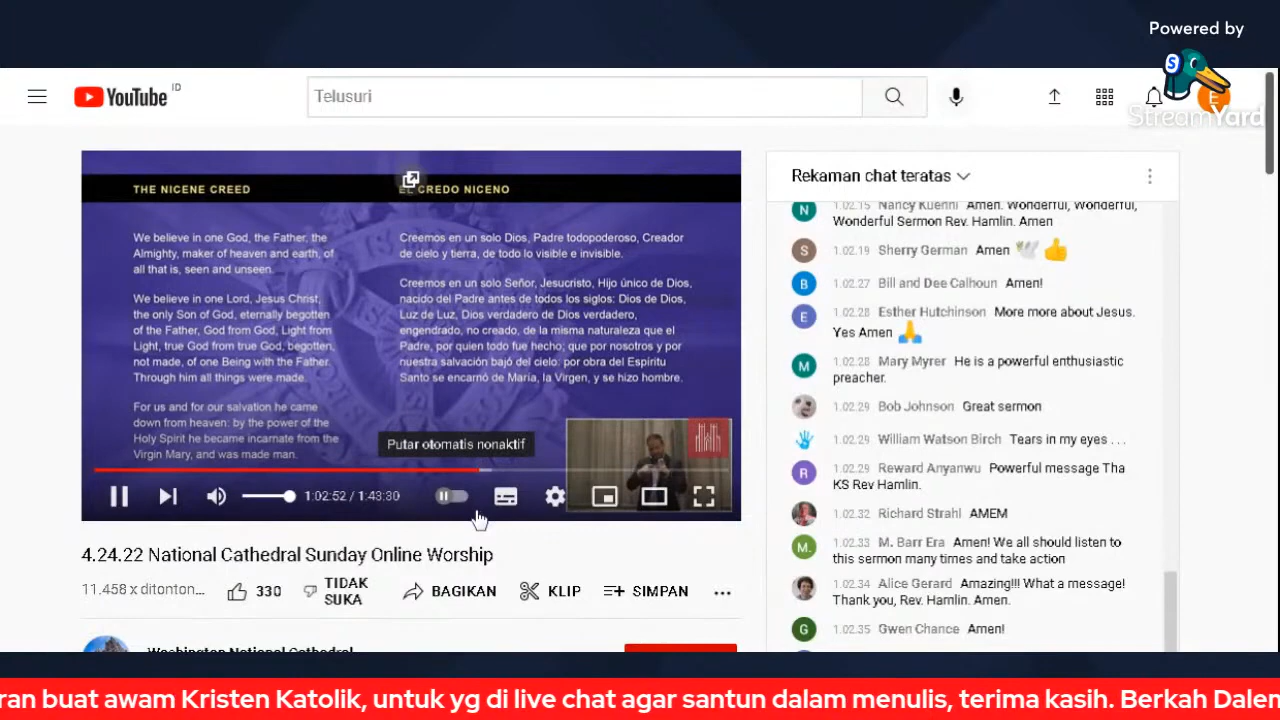 Powered by
StreamYard
YouTube ID
Telusuri
E
THE NICENE CREED
EL CREDO NICENO
We believe in one God, the Father, the
Almighty, maker of heaven and earth, of
all that is, seen and unseen.
We believe in one Lord, Jesus Christ,
the only Son of God, eternally begotten
of the Father, God from God, Light from
Light, true God from true God, begotten,
not made, of one Being with the Father.
Through him all things were made.
For us and for our salvation he came
down from heaven: by the power of the
Holy Spirit he became incarnate from the
Virgin Mary, and was made man.
Creemos en un solo Dios, Padre todopoderoso, Creador
de cielo y tierra, de todo lo visible e invisible.
Creemos en un solo Señor, Jesucristo, Hijo único de Dios,
nacido del Padre antes de todos los siglos: Dios de Dios,
Luz de Luz, Dios verdadero de Dios verdadero,
engendrado, no creado, de la misma naturaleza que el
Padre, por quien todo fue hecho; que por nosotros y por
nuestra salvación bajó del cielo: por obra del Espíritu
Santo se encarnó de María, la Virgen, y se hizo hombre.
Putar otomatis nonaktif
1:02:52 / 1:43:30
4.24.22 National Cathedral Sunday Online Worship
11.458 x ditonton...
330
TIDAK
SUKA
BAGIKAN
KLIP
SIMPAN
Washington National Cathedral
Rekaman chat teratas
N 1.02.15 Nancy Kuenhl Amen. Wonderful, Wonderful,
Wonderful Sermon Rev. Hamlin. Amen
S 1.02.19 Sherry German Amen 🕊️👍
B 1.02.27 Bill and Dee Calhoun Amen!
E 1.02.28 Esther Hutchinson More more about Jesus.
Yes Amen 🙏
M 1.02.28 Mary Myrer He is a powerful enthusiastic
preacher.
1.02.29 Bob Johnson Great sermon
1.02.29 William Watson Birch Tears in my eyes . . .
R 1.02.29 Reward Anyanwu Powerful message Tha
KS Rev Hamlin.
1.02.32 Richard Strahl AMEM
M. 1.02.33 M. Barr Era Amen! We all should listen to
this sermon many times and take action
1.02.34 Alice Gerard Amazing!!! What a message!
Thank you, Rev. Hamlin. Amen.
G 1.02.35 Gwen Chance Amen!
ran buat awam Kristen Katolik, untuk yg di live chat agar santun dalam menulis, terima kasih. Berkah Dalem